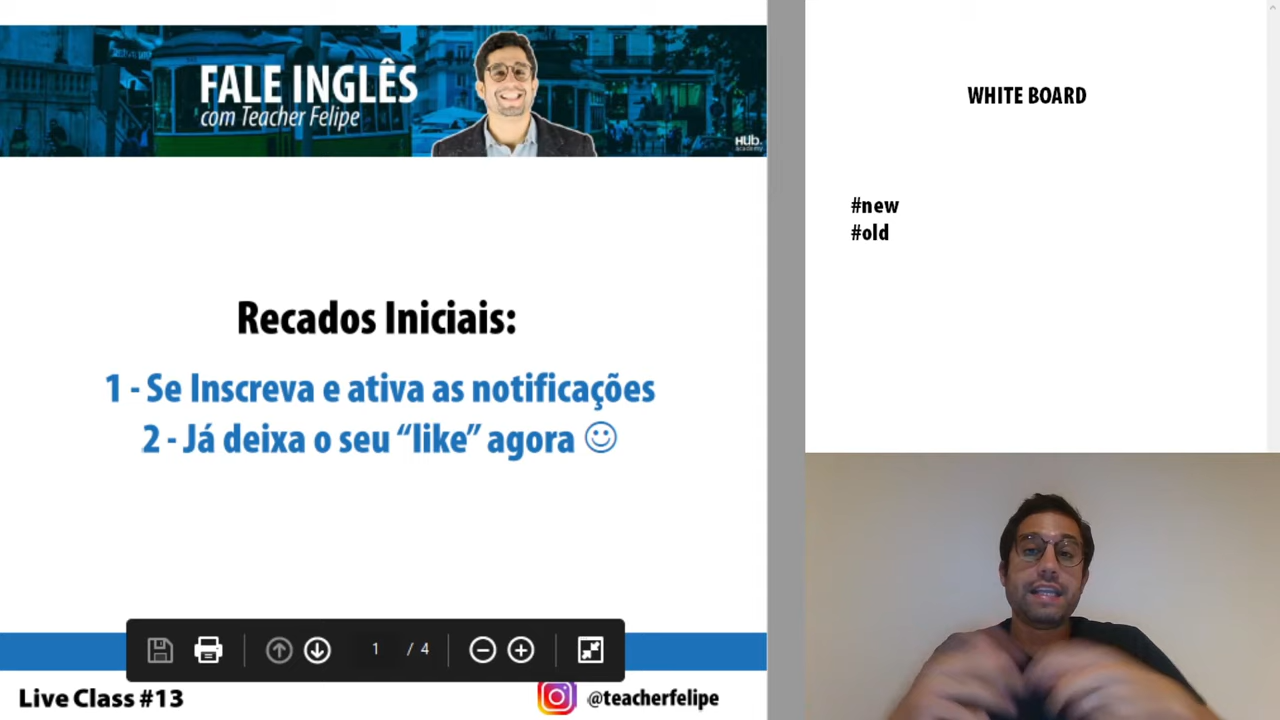 FALE INGLÊS
com Teacher Felipe
HUb
academy
Recados Iniciais:
1 - Se Inscreva e ativa as notificações
2 - Já deixa o seu “like” agora
1 / 4
Live Class #13
@teacherfelipe
WHITE BOARD
#new
#old